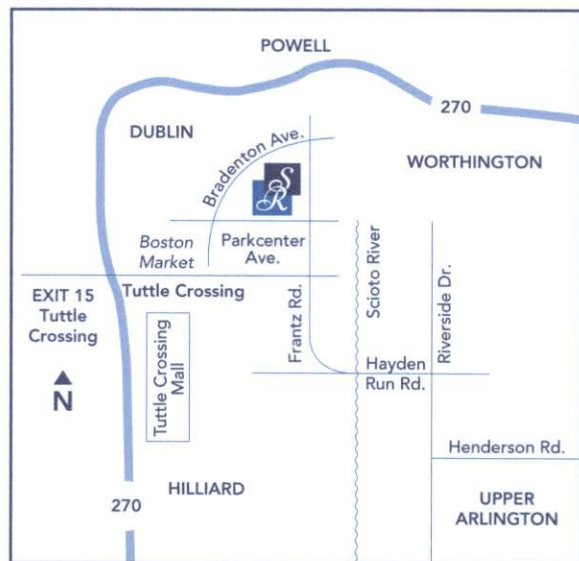 POWELL
270
DUBLIN
Bradenton Ave.
WORTHINGTON
SR
Boston
Market
Parkcenter
Ave.
Scioto River
Riverside Dr.
EXIT 15
Tuttle
Crossing
Tuttle Crossing
Frantz Rd.
Tuttle Crossing
Mall
Hayden
Run Rd.
N
Henderson Rd.
HILLIARD
270
UPPER
ARLINGTON